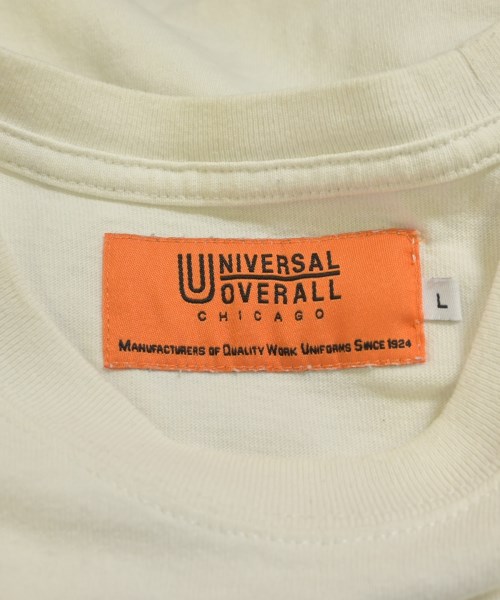 UNIVERSAL
OVERALL
CHICAGO
MANUFACTURERS OF QUALITY WORK UNIFORMS SINCE 1924
L